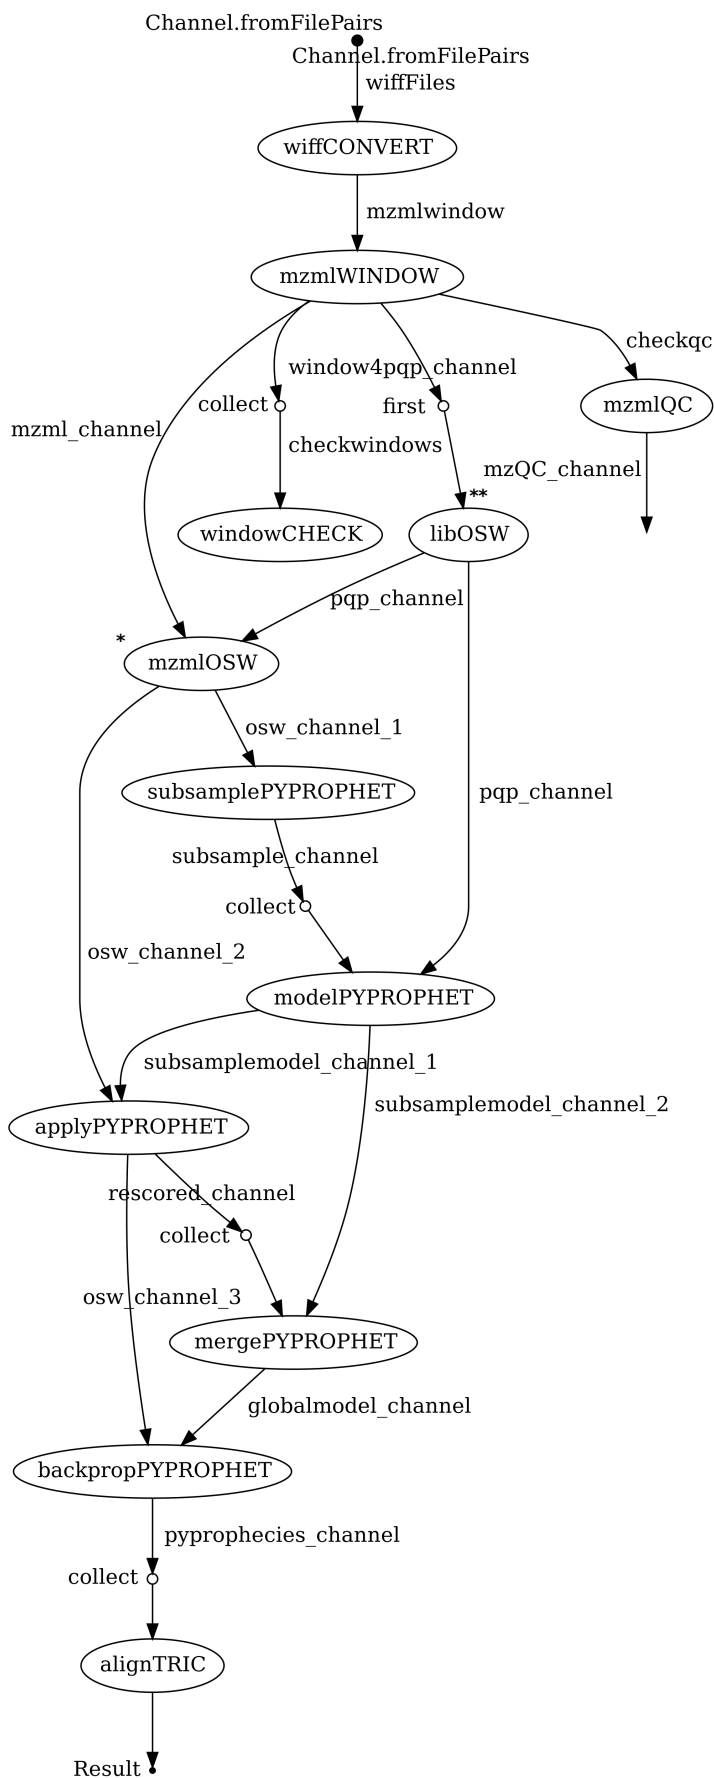 Channel.fromFilePairs
Channel.fromFilePairs
wiffFiles
wiffCONVERT
mzmlwindow
mzmlWINDOW
checkqc
window4pqp_channel
collect
first
mzmlQC
mzml_channel
checkwindows
mzQC_channel
**
windowCHECK
libOSW
pqp_channel
*
mzmlOSW
osw_channel_1
subsamplePYPROPHET
pqp_channel
subsample_channel
collect
osw_channel_2
modelPYPROPHET
subsamplemodel_channel_1
subsamplemodel_channel_2
applyPYPROPHET
rescored_channel
collect
osw_channel_3
mergePYPROPHET
globalmodel_channel
backpropPYPROPHET
pyprophecies_channel
collect
alignTRIC
Result